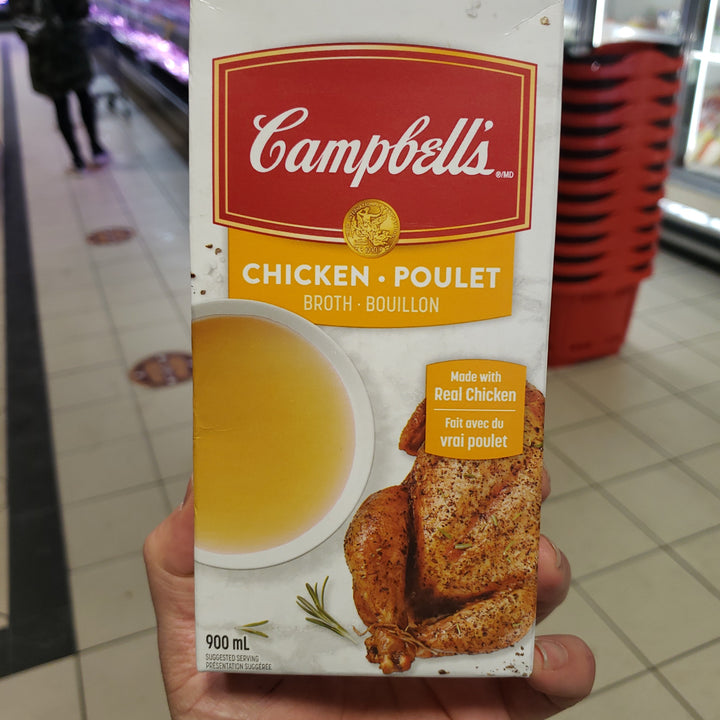 Campbell's ®/MD
CHICKEN · POULET
BROTH · BOUILLON
Made with
Real Chicken
Fait avec du
vrai poulet
900 mL
SUGGESTED SERVING
PRÉSENTATION SUGGÉRÉE